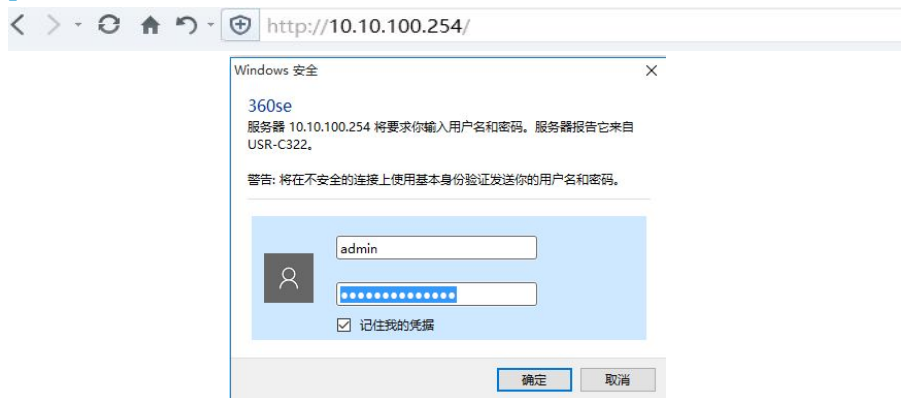 http://10.10.100.254/
Windows 安全
360se
服务器 10.10.100.254 将要求你输入用户名和密码。服务器报告它来自
USR-C322。
警告: 将在不安全的连接上使用基本身份验证发送你的用户名和密码。
admin
记住我的凭据
确定
取消